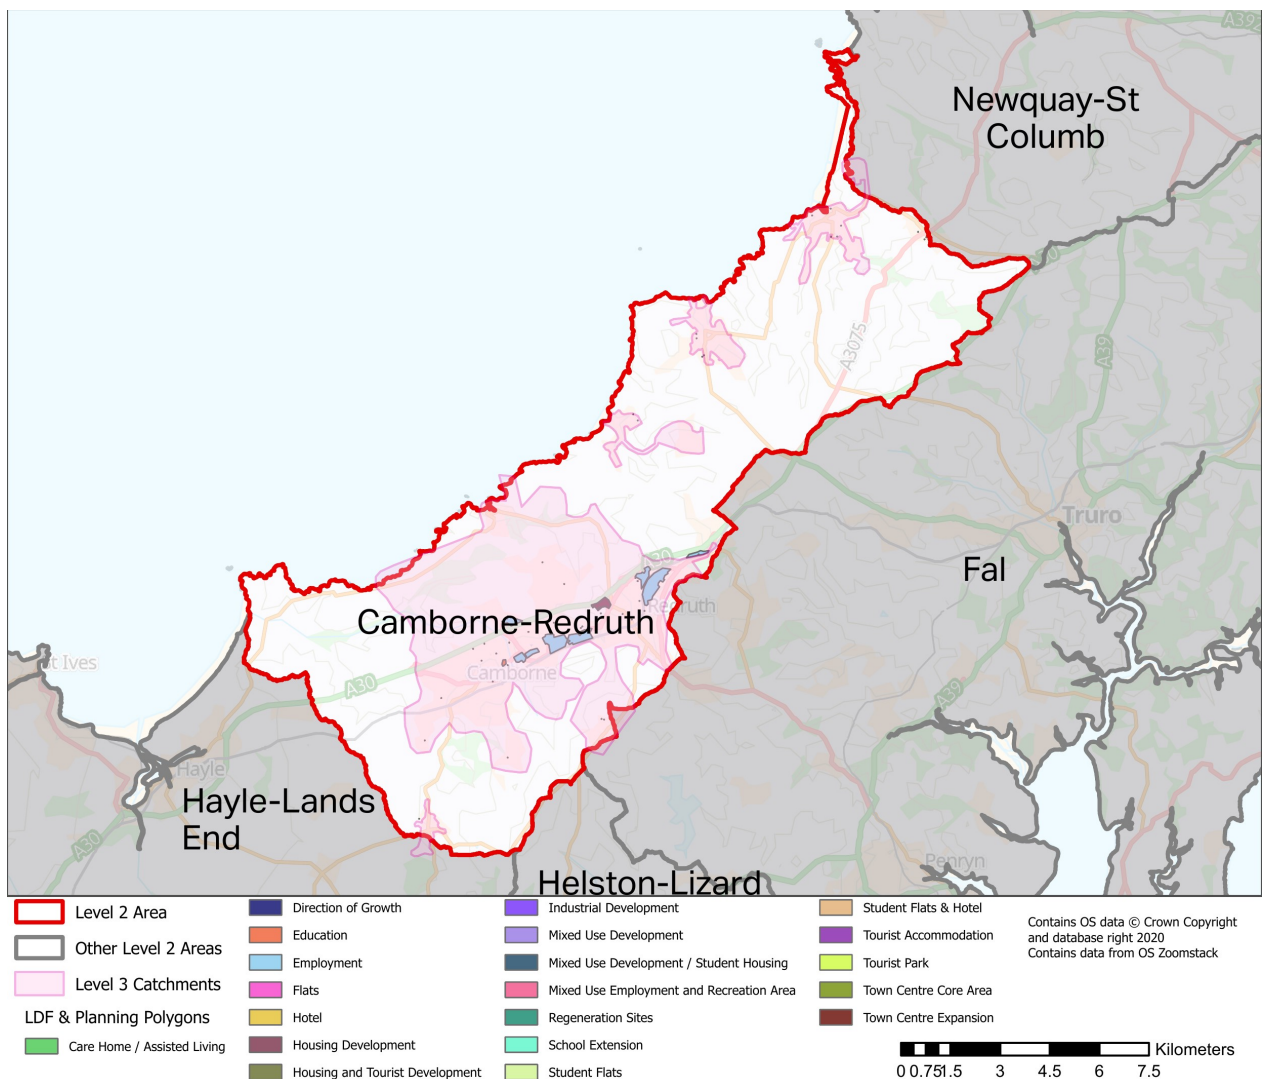 A392
Newquay-St
Columb
A30
A3075
A39
Truro
Fal
A30
Redruth
Camborne-Redruth
Camborne
St Ives
A30
A39
Hayle
Hayle-Lands
End
A30
Penryn
Helston-Lizard
Level 2 Area
Other Level 2 Areas
Level 3 Catchments
LDF & Planning Polygons
Care Home / Assisted Living
Direction of Growth
Education
Employment
Flats
Hotel
Housing Development
Housing and Tourist Development
Industrial Development
Mixed Use Development
Mixed Use Development / Student Housing
Mixed Use Employment and Recreation Area
Regeneration Sites
School Extension
Student Flats
Student Flats & Hotel
Tourist Accommodation
Tourist Park
Town Centre Core Area
Town Centre Expansion
Contains OS data © Crown Copyright
and database right 2020
Contains data from OS Zoomstack
Kilometers
0 0.75 1.5 3 4.5 6 7.5